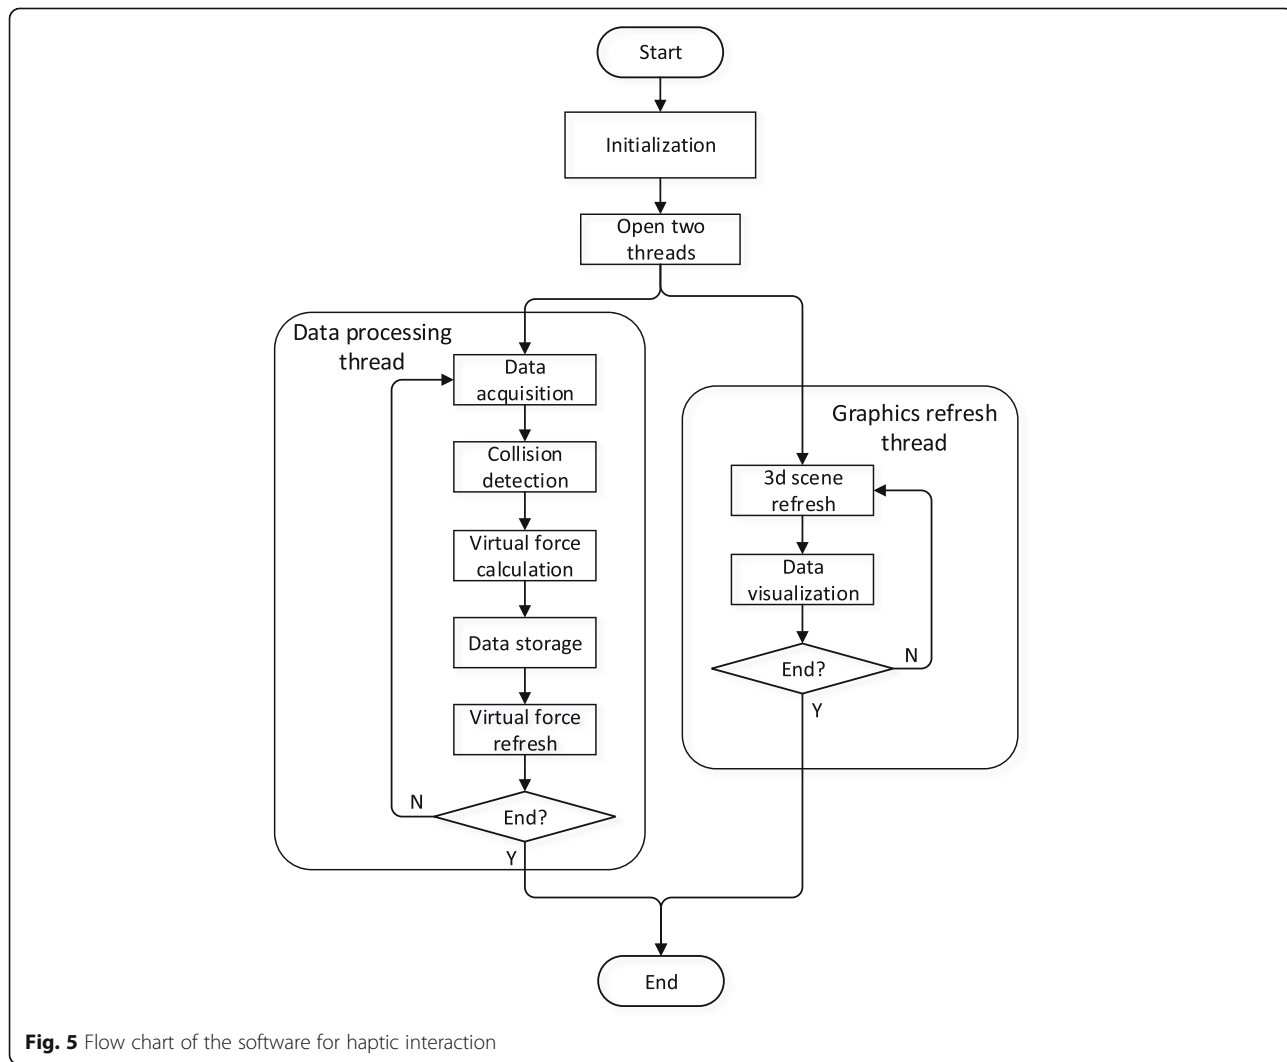 Start
Initialization
Open two
threads
Data processing
thread
Data
acquisition
Collision
detection
Virtual force
calculation
Data storage
Virtual force
refresh
N
End?
Y
Graphics refresh
thread
3d scene
refresh
Data
visualization
End?
N
Y
End
Fig. 5 Flow chart of the software for haptic interaction